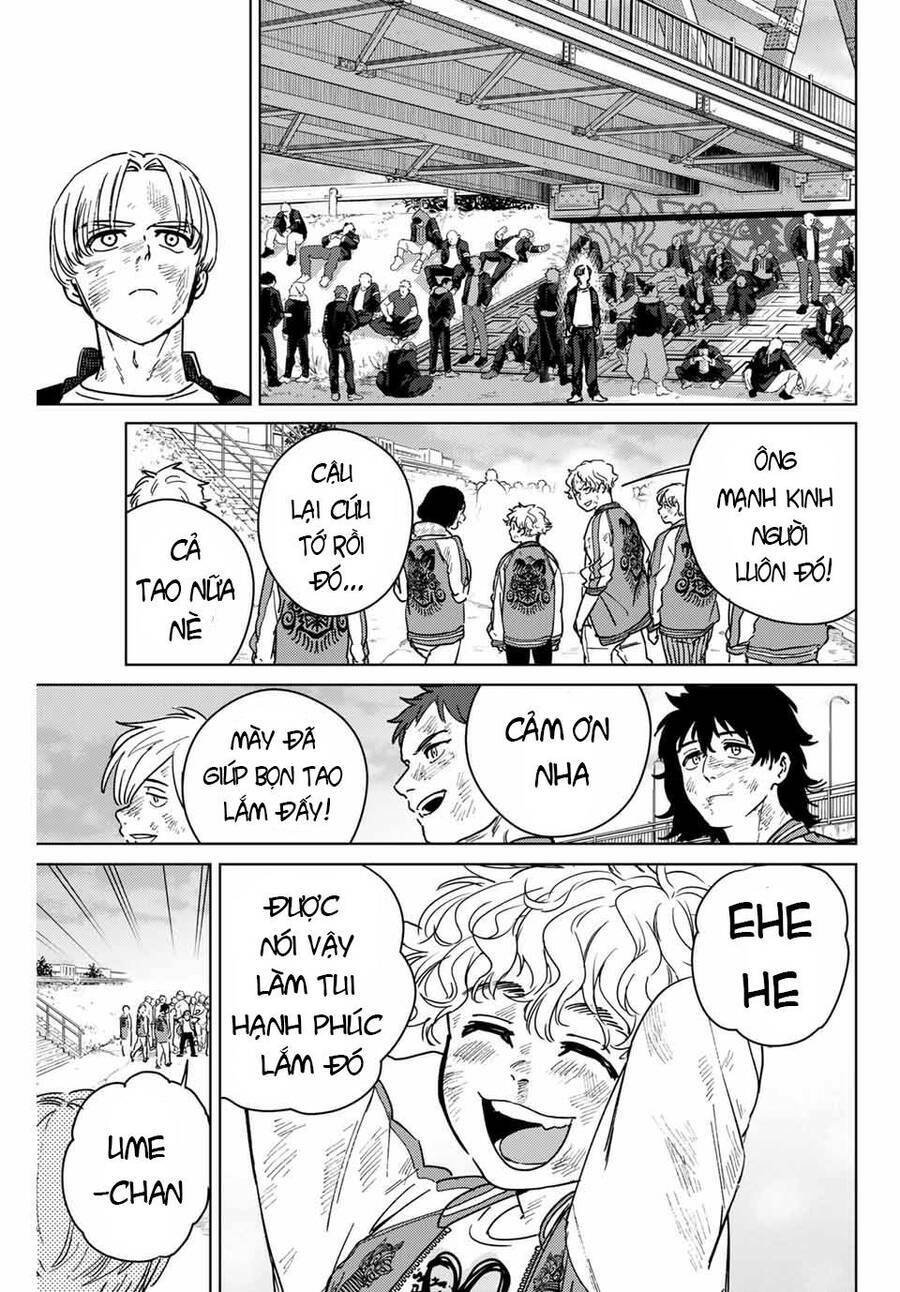 ÔNG
MẠNH KINH
NGƯỜI
LUÔN ĐÓ!
CẬU
LẠI CỨU
TỚ RỒI
ĐÓ...
CẢ
TAO NỮA
NÈ
CẢM ƠN
NHA
MÀY ĐÃ
GIÚP BỌN TAO
LẮM ĐẤY!
EHE
HE
ĐƯỢC
NÓI VẬY
LÀM TUI
HẠNH PHÚC
LẮM ĐÓ
UME
-CHAN